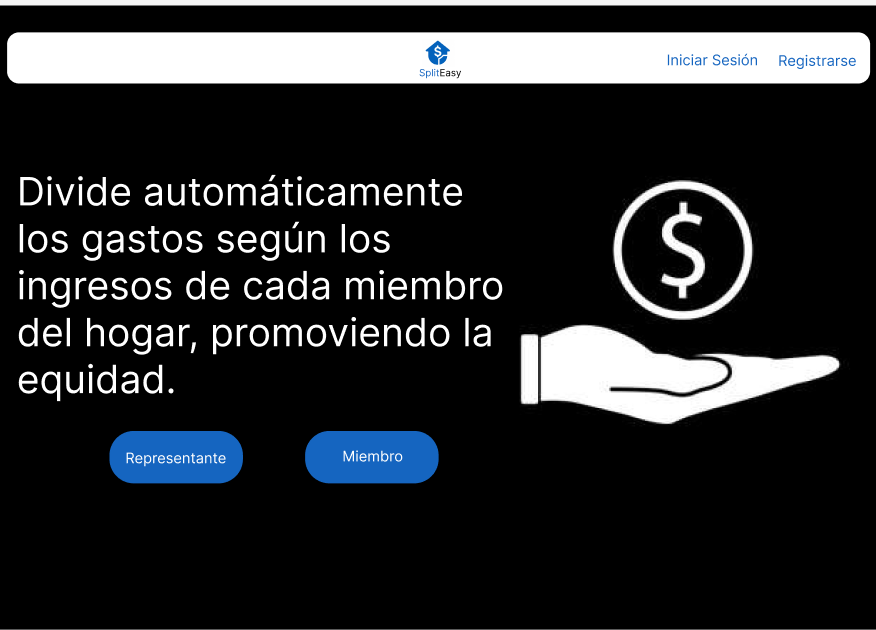 SplitEasy
Iniciar Sesión
Registrarse
Divide automáticamente
los gastos según los
ingresos de cada miembro
del hogar, promoviendo la
equidad.
Representante
Miembro